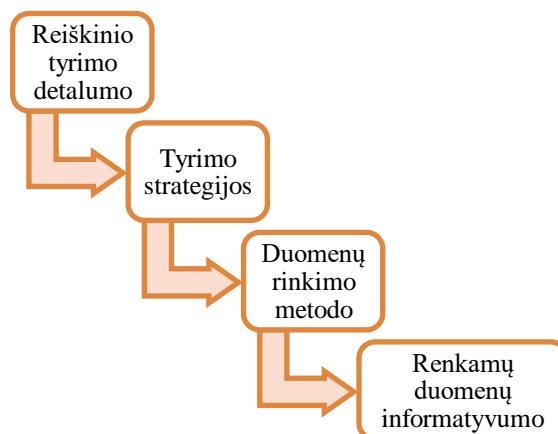 Reiškinio
tyrimo
detalumo
Tyrimo
strategijos
Duomenų
rinkimo
metodo
Renkamų
duomenų
informatyvumo